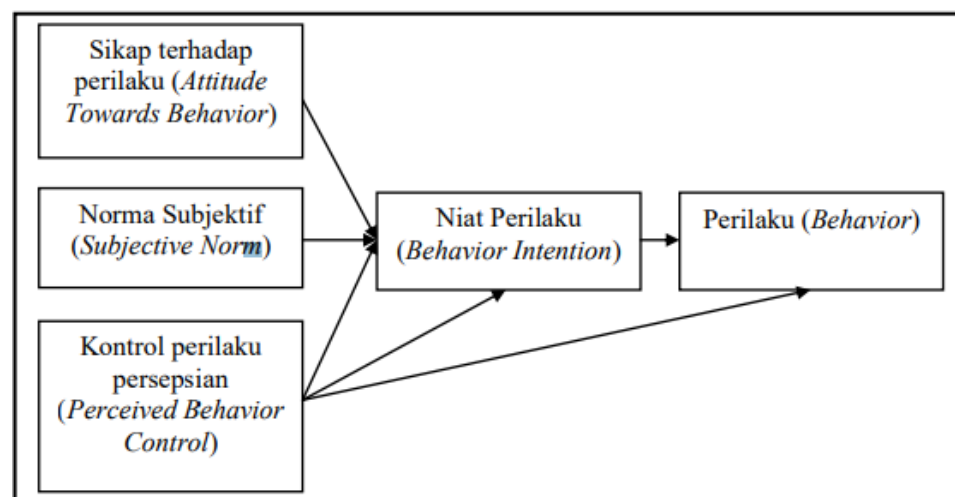 Sikap terhadap
perilaku (Attitude
Towards Behavior)
Norma Subjektif
(Subjective Norm)
Kontrol perilaku
persepsian
(Perceived Behavior
Control)
Niat Perilaku
(Behavior Intention)
Perilaku (Behavior)